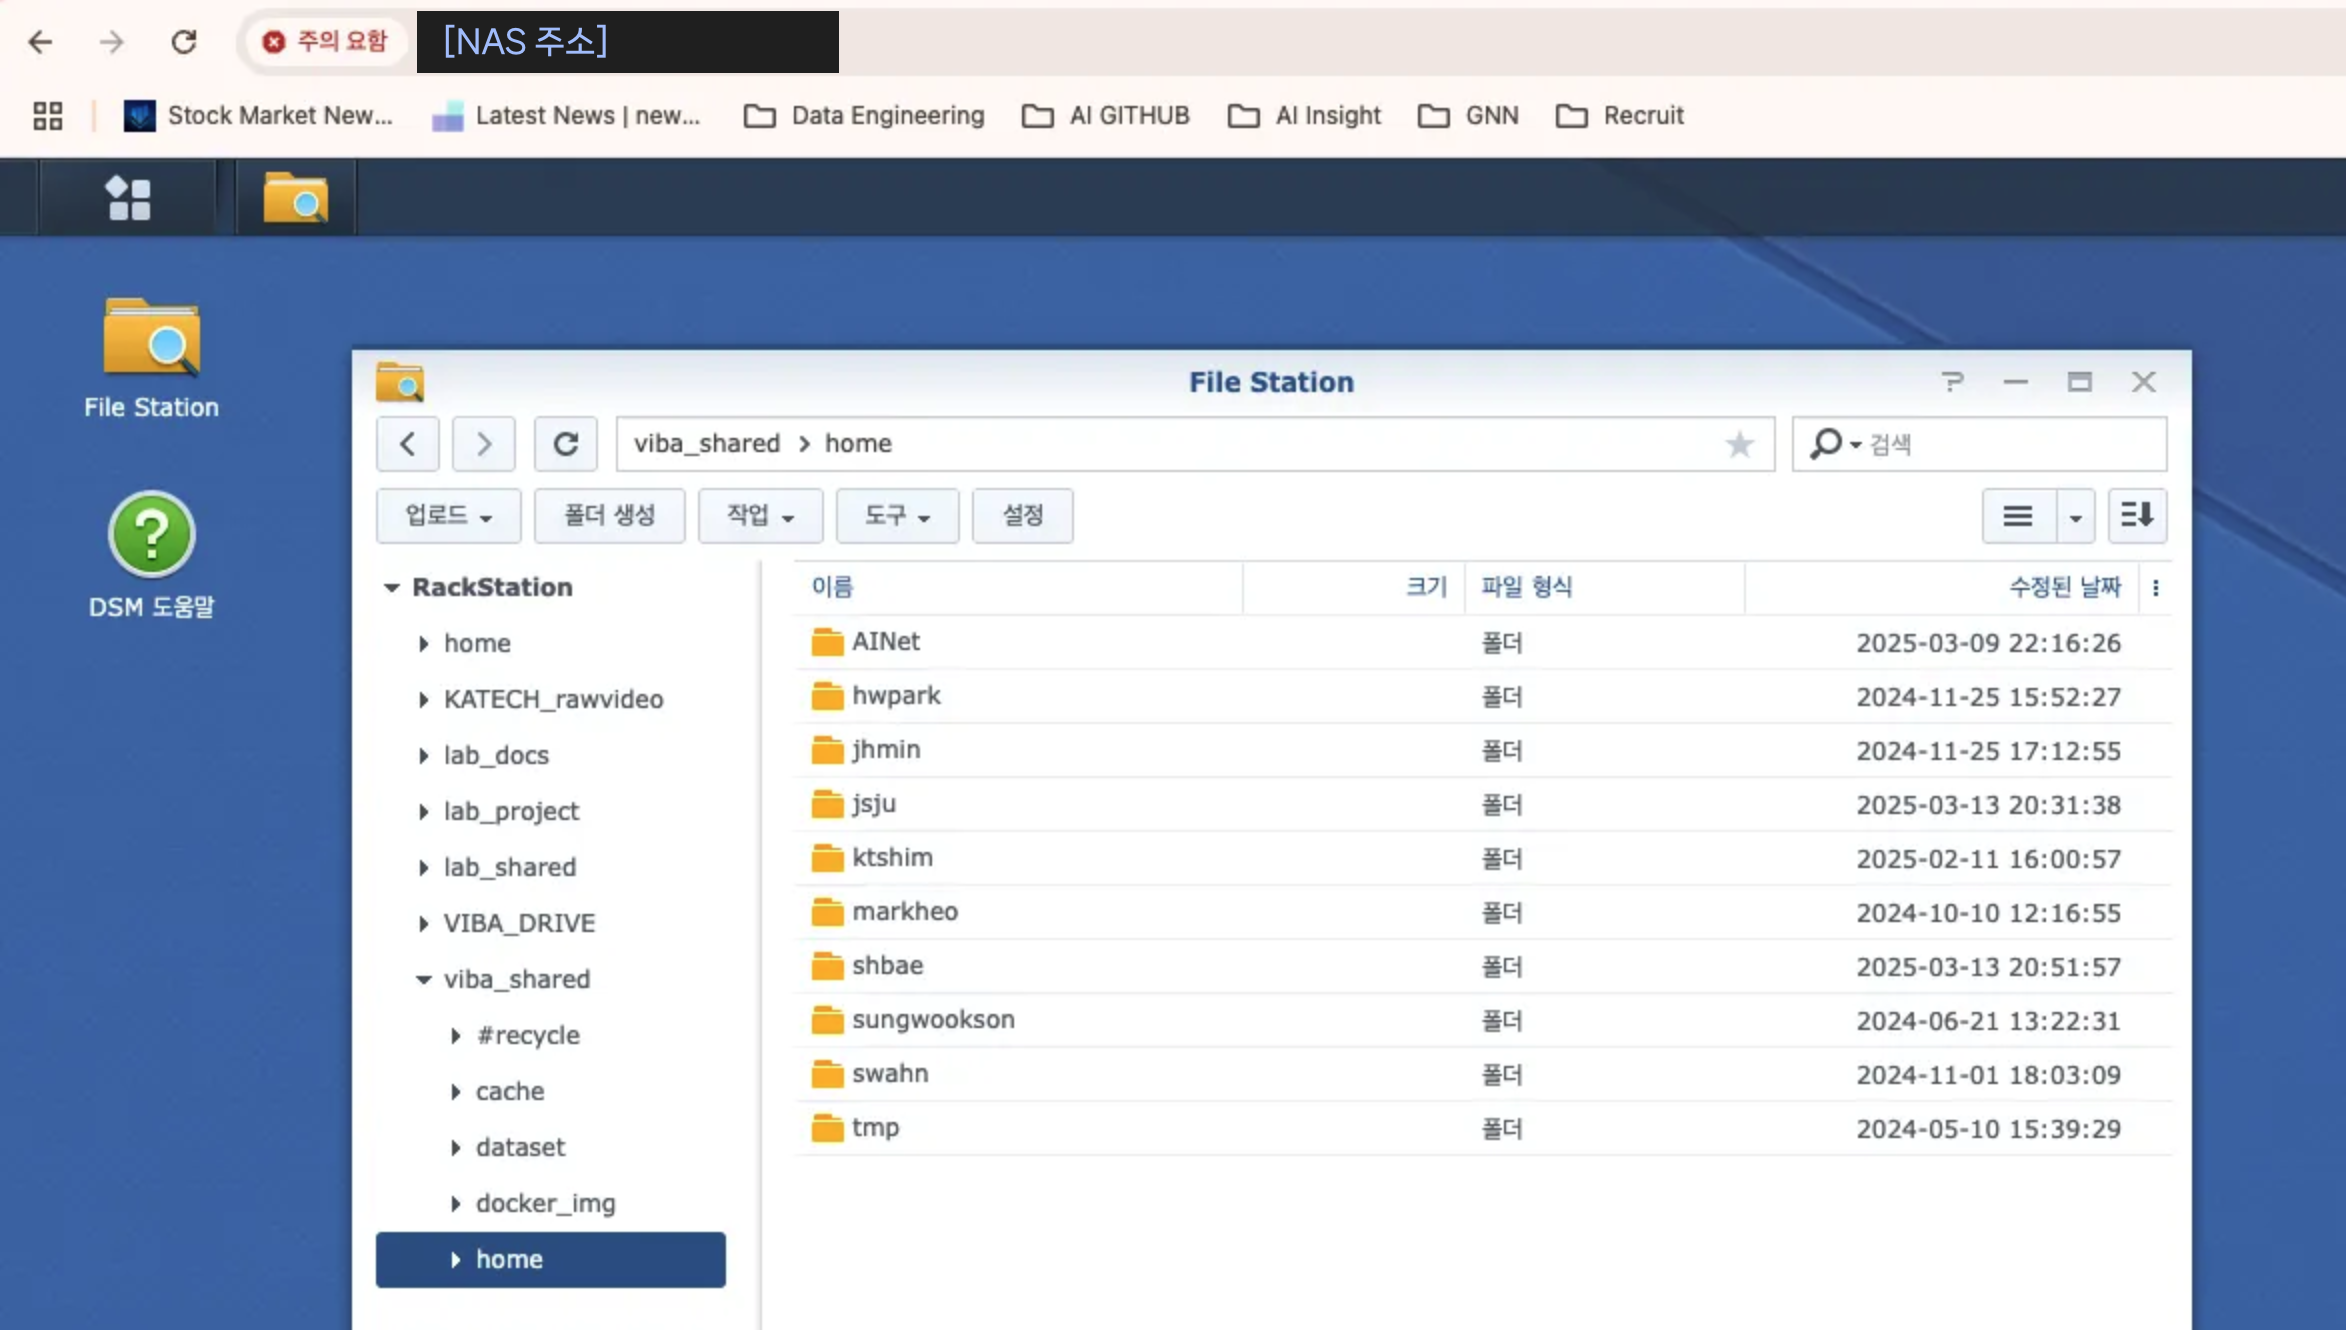 주의 요함 [NAS 주소]
Stock Market New... Latest News | new... Data Engineering AI GITHUB AI Insight GNN Recruit
File Station
DSM 도움말
File Station
viba_shared > home 검색
업로드 폴더 생성 작업 도구 설정
RackStation
home
KATECH_rawvideo
lab_docs
lab_project
lab_shared
VIBA_DRIVE
viba_shared
#recycle
cache
dataset
docker_img
home
이름 크기 파일 형식 수정된 날짜
AINet 폴더 2025-03-09 22:16:26
hwpark 폴더 2024-11-25 15:52:27
jhmin 폴더 2024-11-25 17:12:55
jsju 폴더 2025-03-13 20:31:38
ktshim 폴더 2025-02-11 16:00:57
markheo 폴더 2024-10-10 12:16:55
shbae 폴더 2025-03-13 20:51:57
sungwookson 폴더 2024-06-21 13:22:31
swahn 폴더 2024-11-01 18:03:09
tmp 폴더 2024-05-10 15:39:29